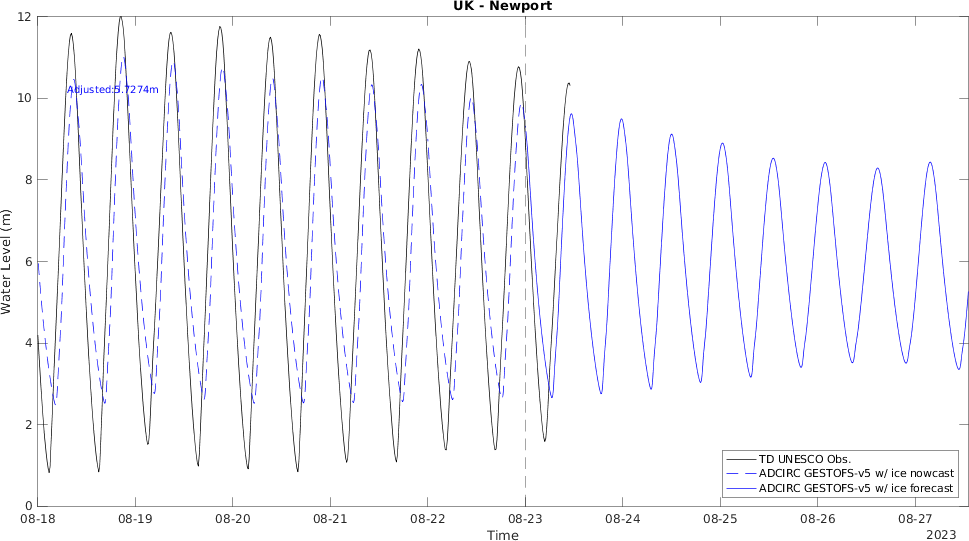 UK - Newport
12
10
8
6
4
2
0
Water Level (m)
Adjusted:5.7274m
TD UNESCO Obs.
ADCIRC GESTOFS-v5 w/ ice nowcast
ADCIRC GESTOFS-v5 w/ ice forecast
08-18 08-19 08-20 08-21 08-22 08-23 08-24 08-25 08-26 08-27
Time
2023